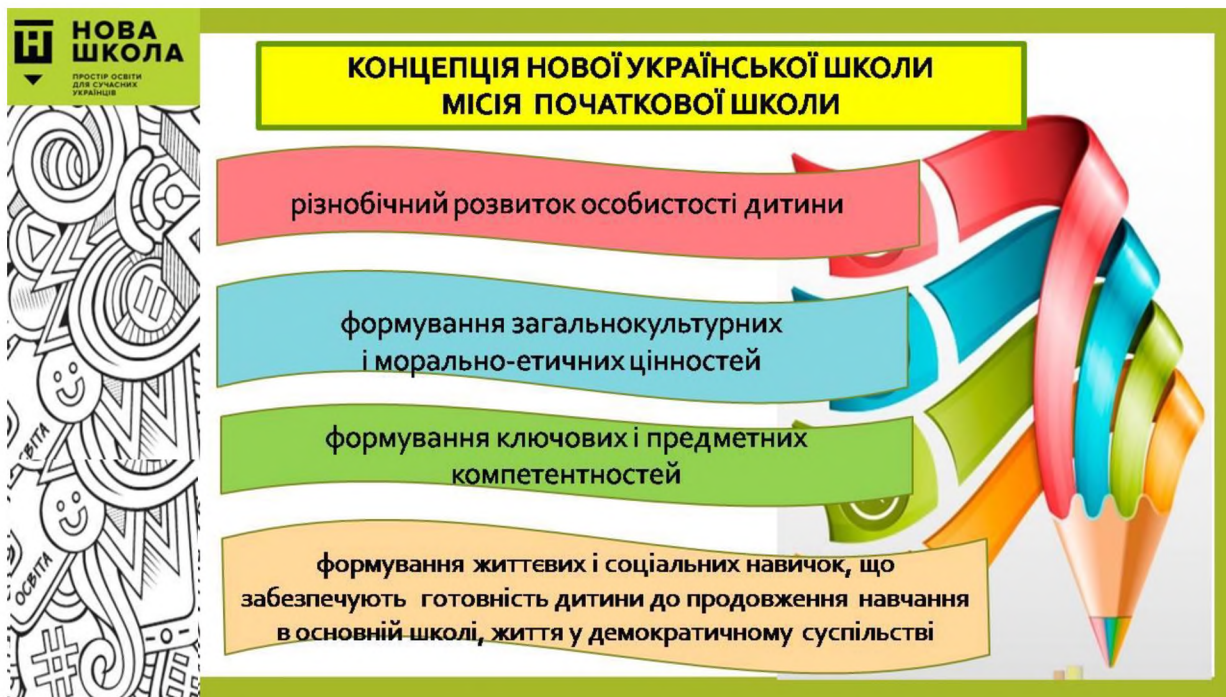 НОВА
ШКОЛА
ПРОСТІР ОСВІТИ
ДЛЯ СУЧАСНИХ
УКРАЇНЦІВ
КОНЦЕПЦІЯ НОВОЇ УКРАЇНСЬКОЇ ШКОЛИ
МІСІЯ ПОЧАТКОВОЇ ШКОЛИ
різнобічний розвиток особистості дитини
формування загальнокультурних
і морально-етичних цінностей
формування ключових і предметних
компетентностей
формування життєвих і соціальних навичок, що
забезпечують готовність дитини до продовження навчання
в основній школі, життя у демократичному суспільстві
ОСВІТА
ОСВІТА